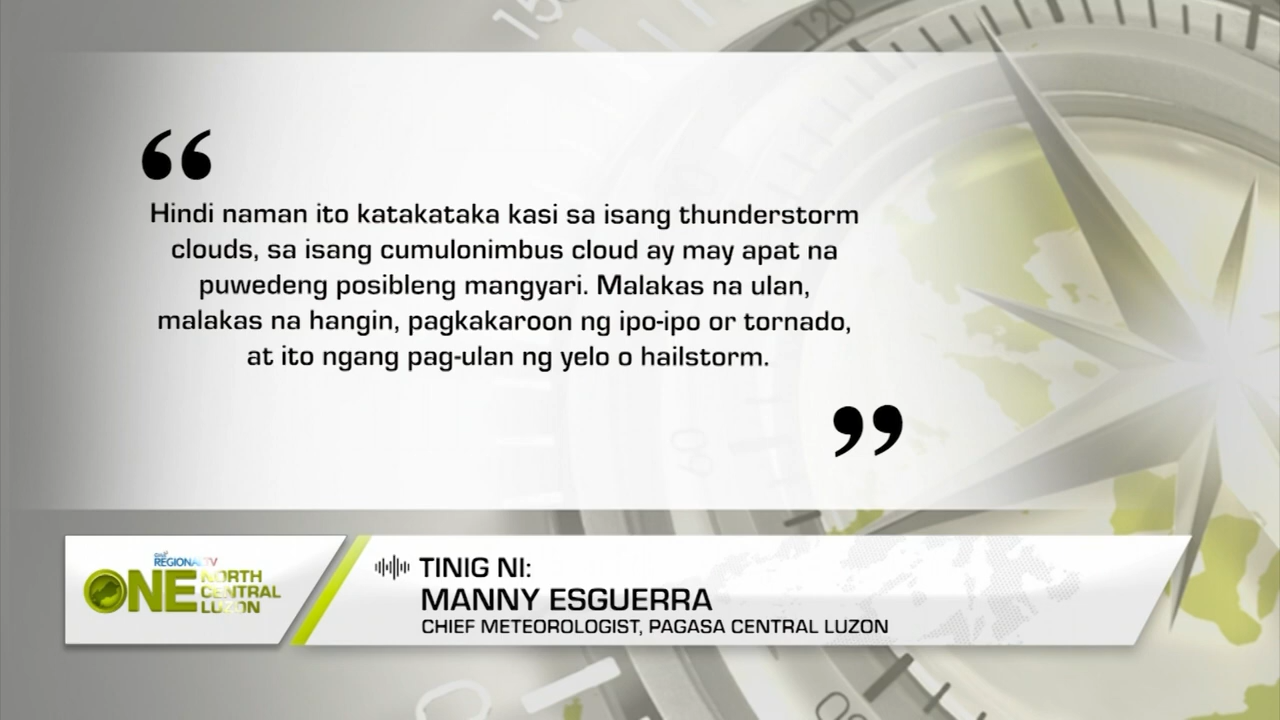 150
120
“
Hindi naman ito katakataka kasi sa isang thunderstorm
clouds, sa isang cumulonimbus cloud ay may apat na
puwedeng posibleng mangyari. Malakas na ulan,
malakas na hangin, pagkakaroon ng ipo-ipo or tornado,
at ito ngang pag-ulan ng yelo o hailstorm.
”
REGIONAL TV
ONE NORTH
CENTRAL
LUZON
TINIG NI:
MANNY ESGUERRA
CHIEF METEOROLOGIST, PAGASA CENTRAL LUZON